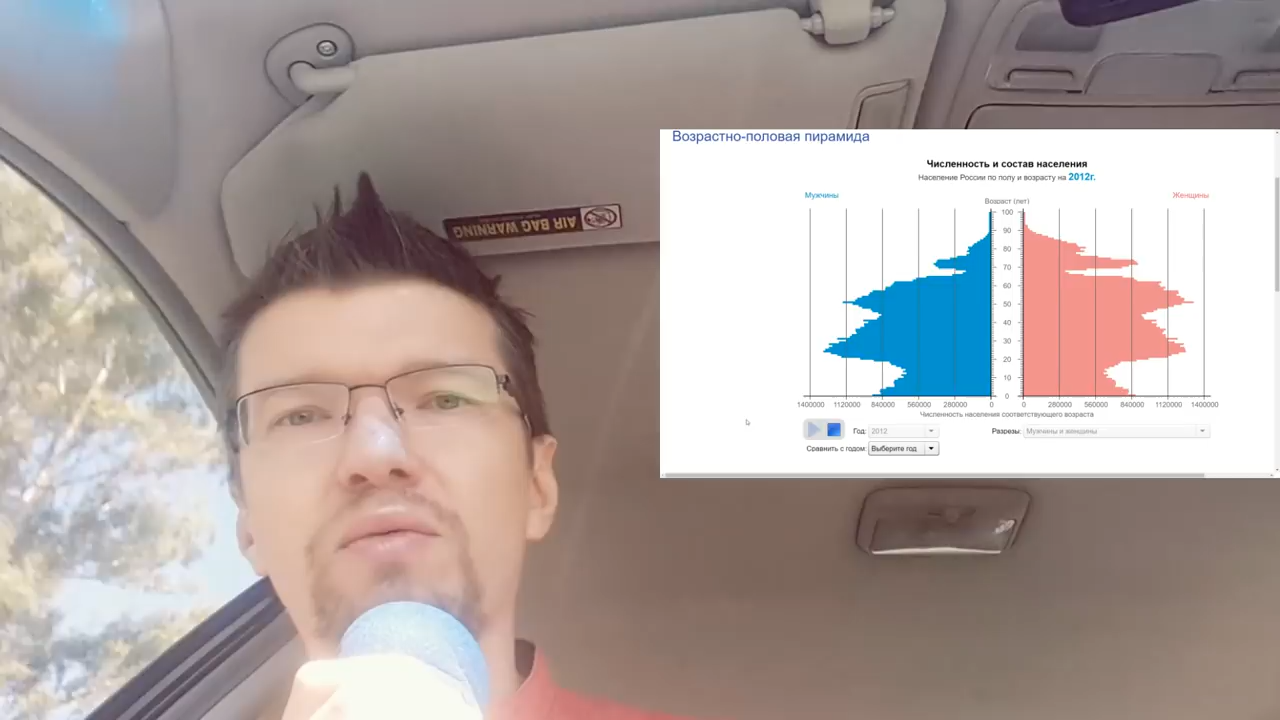 AIR BAG WARNING
Возрастно-половая пирамида
Численность и состав населения
Население России по полу и возрасту на 2012г.
Мужчины
Женщины
Возраст (лет)
100
90
80
70
60
50
40
30
20
10
0
1400000 1120000 840000 560000 280000 0
0 280000 560000 840000 1120000 1400000
Численность населения соответствующего возраста
Год: 2012
Разрезы: Мужчины и женщины
Сравнить с годом: Выберите год